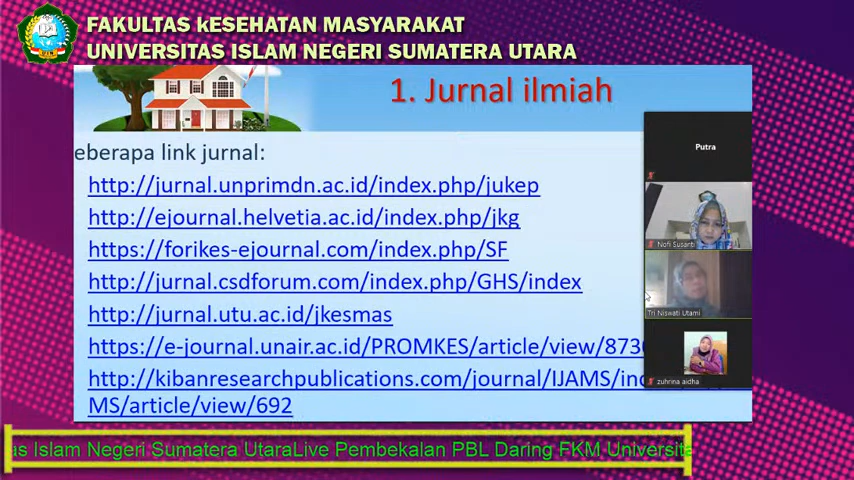 FAKULTAS kESEHATAN MASYARAKAT
UNIVERSITAS ISLAM NEGERI SUMATERA UTARA
1. Jurnal ilmiah
eberapa link jurnal:
http://jurnal.unprimdn.ac.id/index.php/jukep
http://ejournal.helvetia.ac.id/index.php/jkg
https://forikes-ejournal.com/index.php/SF
http://jurnal.csdforum.com/index.php/GHS/index
http://jurnal.utu.ac.id/jkesmas
https://e-journal.unair.ac.id/PROMKES/article/view/873
http://kibanresearchpublications.com/journal/IJAMS/in
MS/article/view/692
Putra
Nofi Susanti
Tri Niswati Utami
zuhrina aidha
as Islam Negeri Sumatera UtaraLive Pembekalan PBL Daring FKM Universita